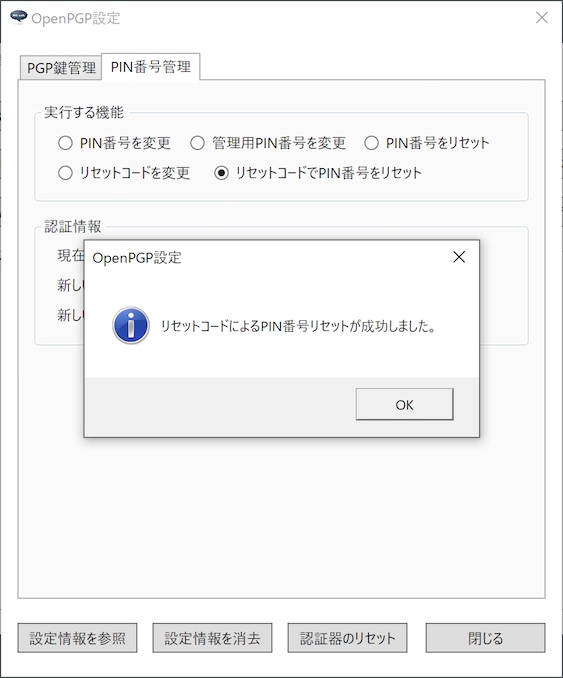 OpenPGP設定
PGP鍵管理 PIN番号管理
実行する機能
PIN番号を変更 管理用PIN番号を変更 PIN番号をリセット
リセットコードを変更 リセットコードでPIN番号をリセット
認証情報
現在
新し
新し
OpenPGP設定
リセットコードによるPIN番号リセットが成功しました。
OK
設定情報を参照 設定情報を消去 認証器のリセット 閉じる